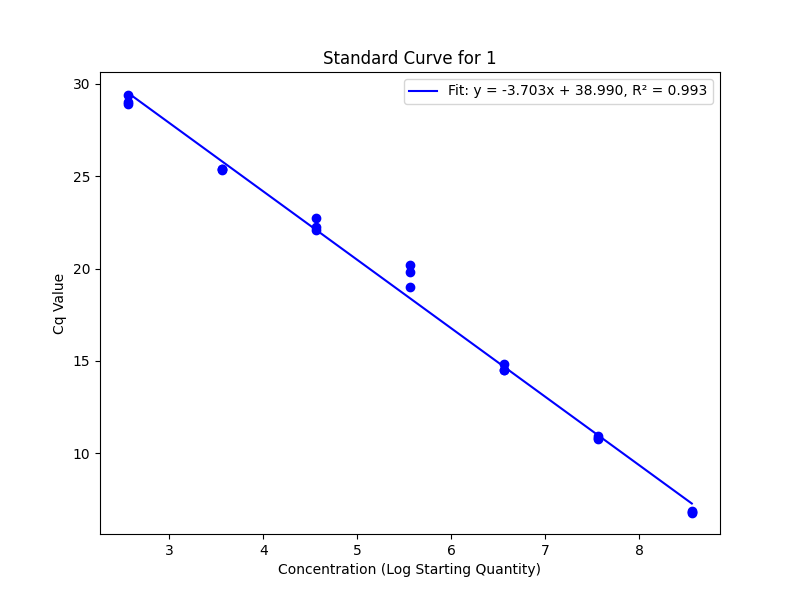 Standard Curve for 1
Fit: y = -3.703x + 38.990, R² = 0.993
30
25
20
15
10
Cq Value
3 4 5 6 7 8
Concentration (Log Starting Quantity)